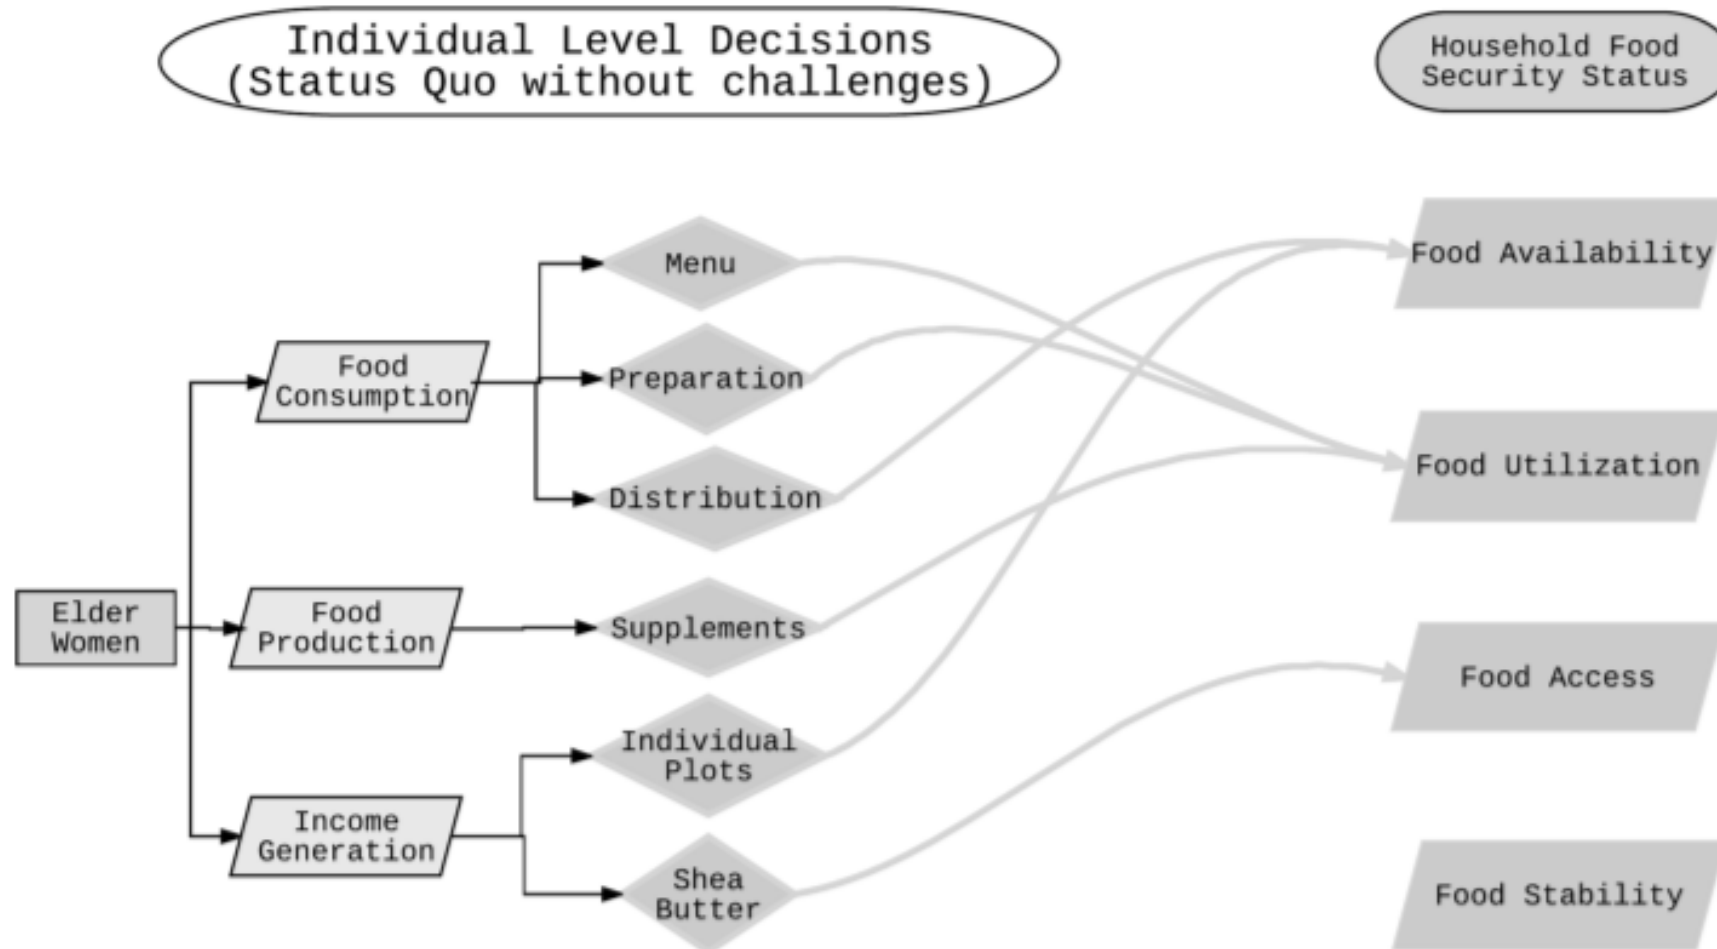 Individual Level Decisions
(Status Quo without challenges)
Household Food
Security Status
Menu
Food Availability
Food
Consumption
Preparation
Food Utilization
Distribution
Elder
Women
Food
Production
Supplements
Food Access
Individual
Plots
Income
Generation
Shea
Butter
Food Stability